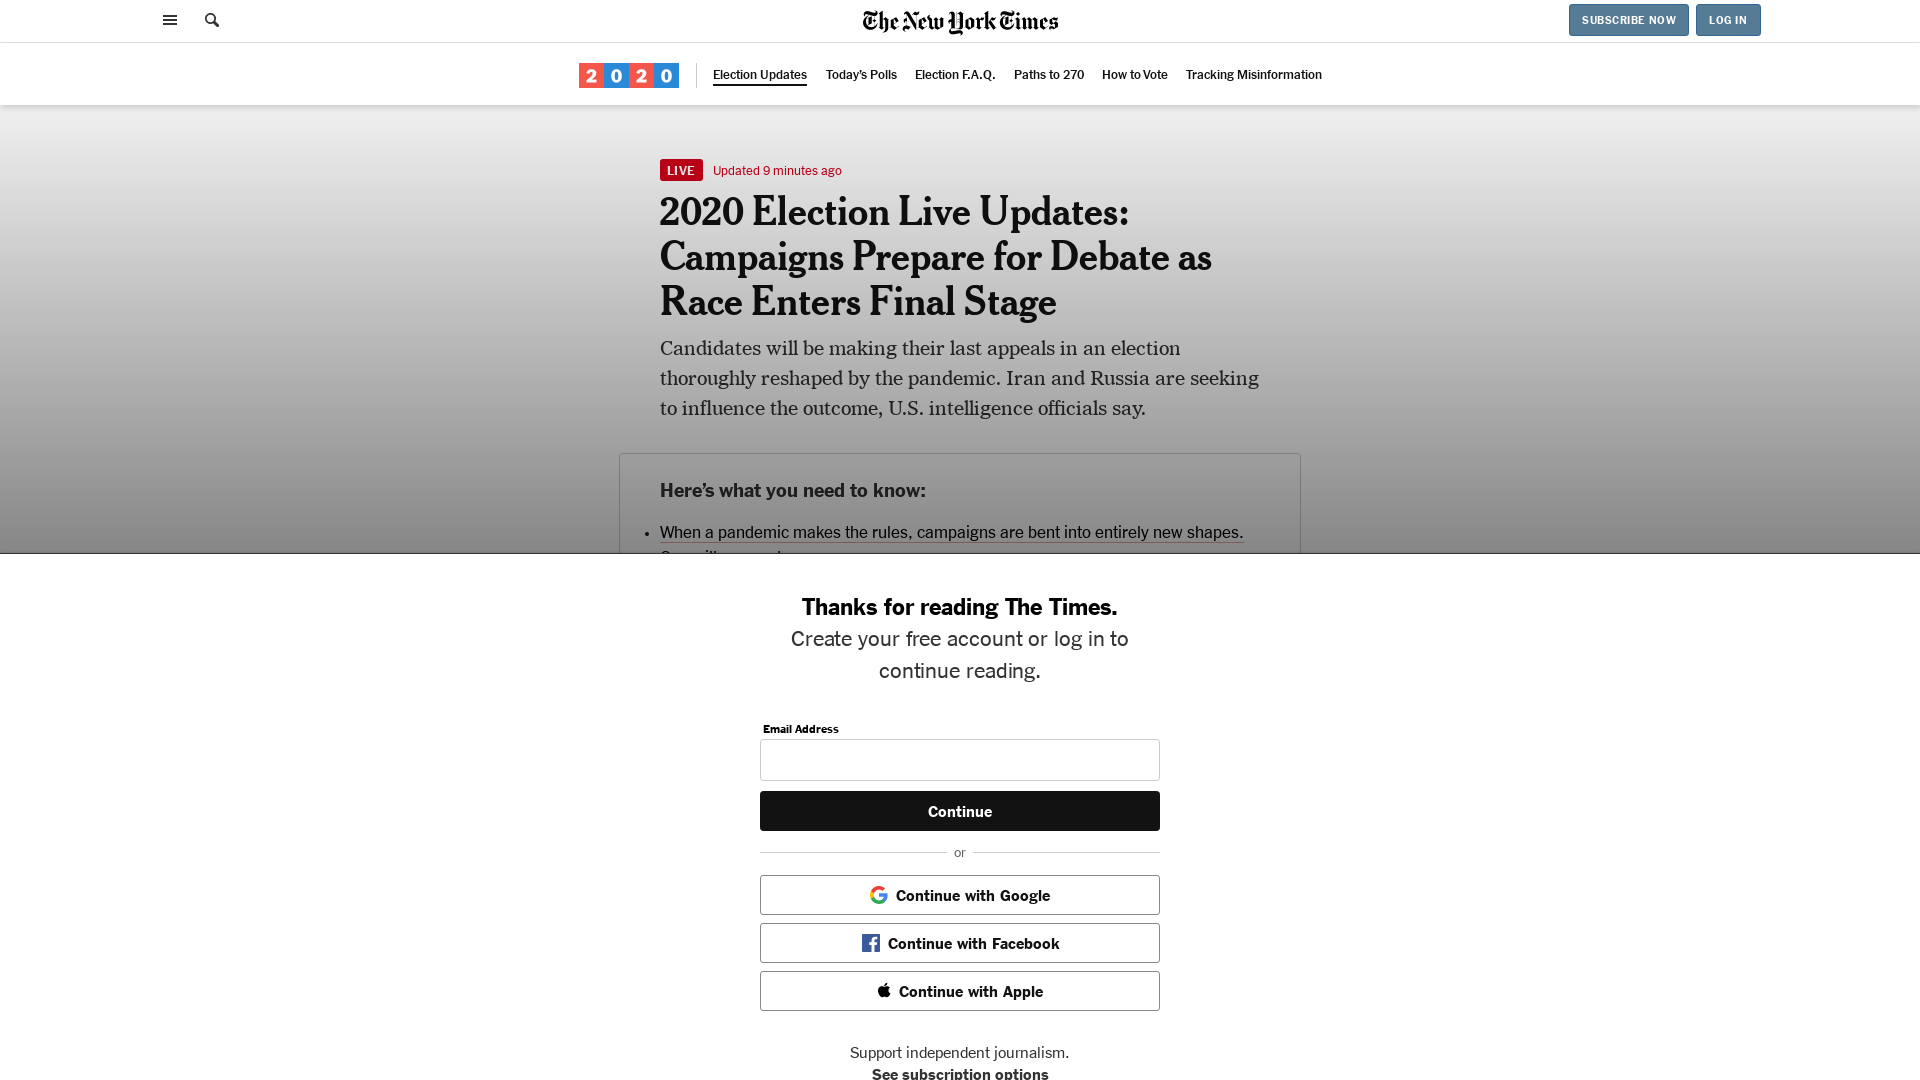 The New York Times
SUBSCRIBE NOW
LOG IN
2020
Election Updates
Today's Polls
Election F.A.Q.
Paths to 270
How to Vote
Tracking Misinformation
LIVE
Updated 9 minutes ago
2020 Election Live Updates:
Campaigns Prepare for Debate as
Race Enters Final Stage
Candidates will be making their last appeals in an election
thoroughly reshaped by the pandemic. Iran and Russia are seeking
to influence the outcome, U.S. intelligence officials say.
Here's what you need to know:
When a pandemic makes the rules, campaigns are bent into entirely new shapes.
Thanks for reading The Times.
Create your free account or log in to
continue reading.
Email Address
Continue
or
Continue with Google
Continue with Facebook
Continue with Apple
Support independent journalism.
See subscription options